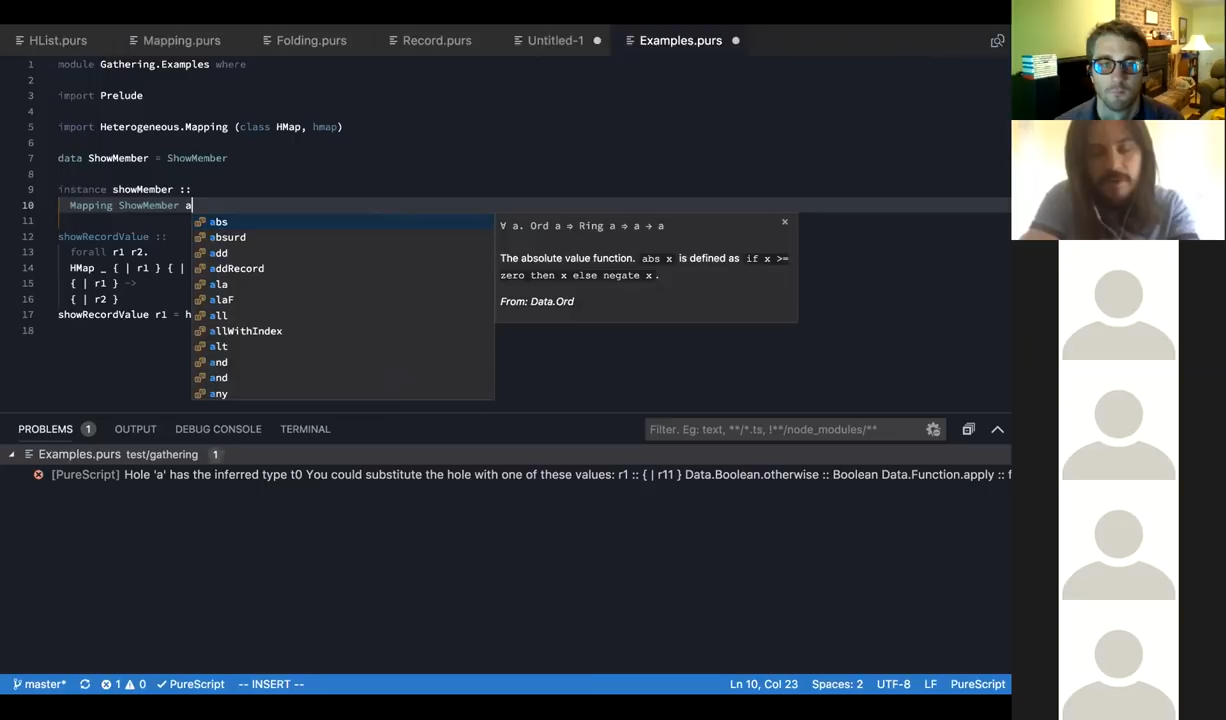 HList.purs
Mapping.purs
Folding.purs
Record.purs
Untitled-1
Examples.purs
1 module Gathering.Examples where
2
3 import Prelude
4
5 import Heterogeneous.Mapping (class HMap, hmap)
6
7 data ShowMember = ShowMember
8
9 instance showMember ::
10 Mapping ShowMember a
11
12 showRecordValue ::
13 forall r1 r2.
14 HMap _ { | r1 } { |
15 { | r1 } ->
16 { | r2 }
17 showRecordValue r1 = h
18
abs
absurd
add
addRecord
ala
alaF
all
allWithIndex
alt
and
and
any
∀ a. Ord a ⇒ Ring a ⇒ a → a
The absolute value function. abs x is defined as if x >=
zero then x else negate x.
From: Data.Ord
PROBLEMS 1 OUTPUT DEBUG CONSOLE TERMINAL
Filter. Eg: text, **/*.ts, !**/node_modules/**
Examples.purs test/gathering 1
[PureScript] Hole 'a' has the inferred type t0 You could substitute the hole with one of these values: r1 :: { | r11 } Data.Boolean.otherwise :: Boolean Data.Function.apply :: f
master* 1 0 PureScript -- INSERT -- Ln 10, Col 23 Spaces: 2 UTF-8 LF PureScript